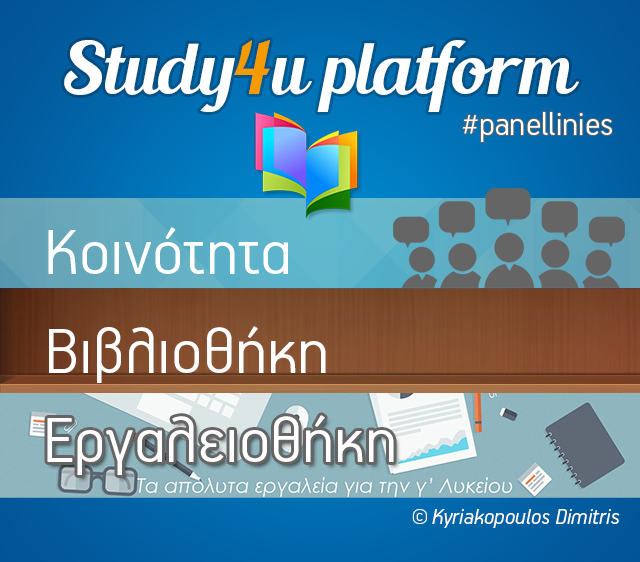 Study4u platform
#panellinies
Κοινότητα
Βιβλιοθήκη
Εργαλειοθήκη
Τα απόλυτα εργαλεία για την γ' Λυκείου
© Kyriakopoulos Dimitris